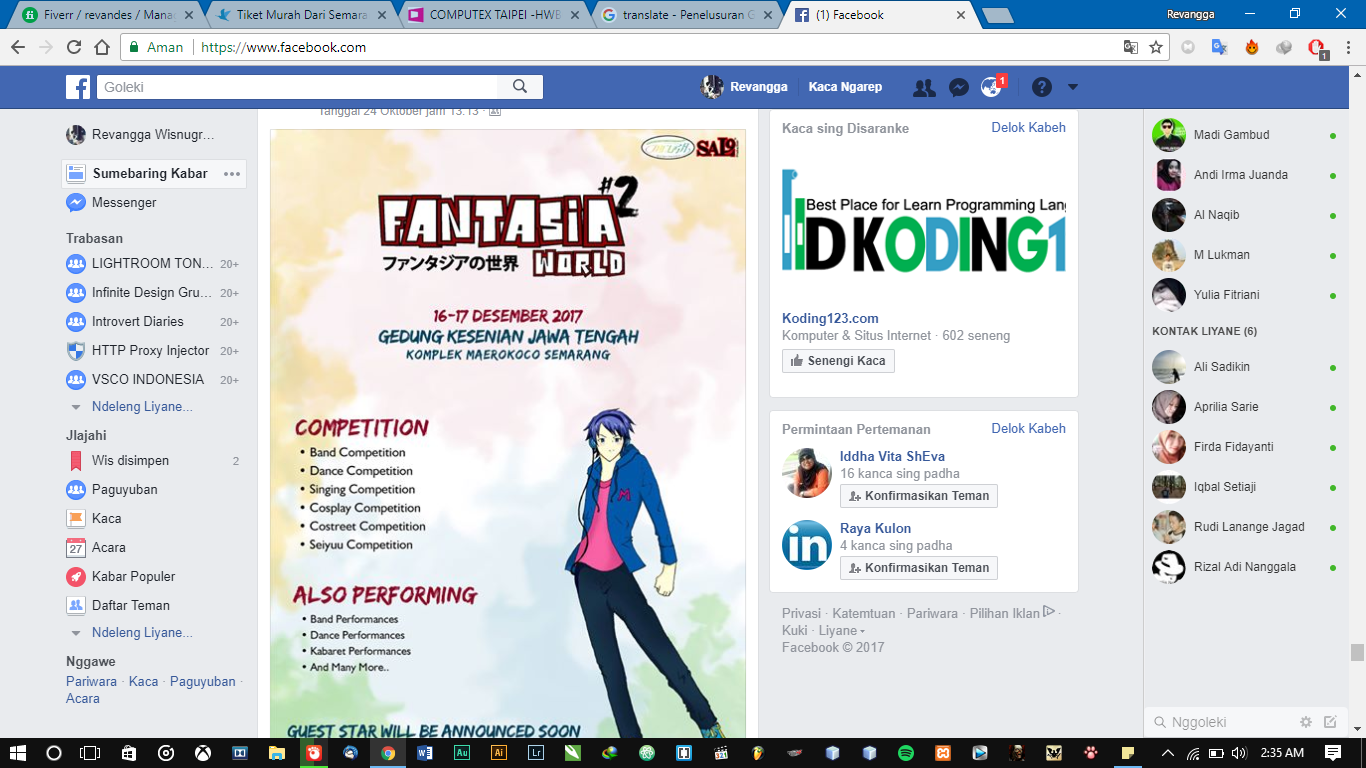 Fiverr / revandes / Mana
Tiket Murah Dari Semara
COMPUTEX TAIPEI -HWB
translate - Penelusuran G
(1) Facebook
Revangga
Aman
https://www.facebook.com
1
Goleki
Revangga
Kaca Ngarep
1
Revangga Wisnugr...
Sumebaring Kabar
Messenger
Trabasan
LIGHTROOM TON... 20+
Infinite Design Gru... 20+
Introvert Diaries 20+
HTTP Proxy Injector 20+
VSCO INDONESIA 20+
Ndeleng Liyane...
Jlajahi
Wis disimpen 2
Paguyuban
Kaca
27 Acara
Kabar Populer
Daftar Teman
Ndeleng Liyane...
Nggawe
Pariwara · Kaca · Paguyuban ·
Acara
Tanggal 24 Oktober jam 13.13 ·
FANTASIA #2
ファンタジアの世界 WORLD
16-17 DESEMBER 2017
GEDUNG KESENIAN JAWA TENGAH
KOMPLEK MAEROKOCO SEMARANG
COMPETITION
• Band Competition
• Dance Competition
• Singing Competition
• Cosplay Competition
• Costreet Competition
• Seiyuu Competition
ALSO PERFORMING
• Band Performances
• Dance Performances
• Kabaret Performances
• And Many More..
GUEST STAR WILL BE ANNOUNCED SOON
M
Kaca sing Disaranke Delok Kabeh
Best Place for Learn Programming Lang
DKODING1
Koding123.com
Komputer & Situs Internet · 602 seneng
Senengi Kaca
Permintaan Pertemanan Delok Kabeh
Iddha Vita ShEva
16 kanca sing padha
Konfirmasikan Teman
in
Raya Kulon
4 kanca sing padha
Konfirmasikan Teman
Privasi · Katemtuan · Pariwara · Pilihan Iklan ·
Kuki · Liyane
Facebook © 2017
Madi Gambud
Andi Irma Juanda
Al Naqib
M Lukman
Yulia Fitriani
KONTAK LIYANE (6)
Ali Sadikin
Aprilia Sarie
Firda Fidayanti
Iqbal Setiaji
Rudi Lanange Jagad
Rizal Adi Nanggala
Nggoleki
Au
Ai
Lr
2:35 AM